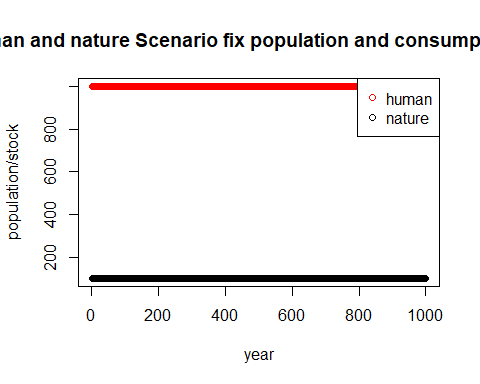 an and nature Scenario fix population and consump
human
nature
population/stock
200
400
600
800
0
200
400
600
800
1000
year